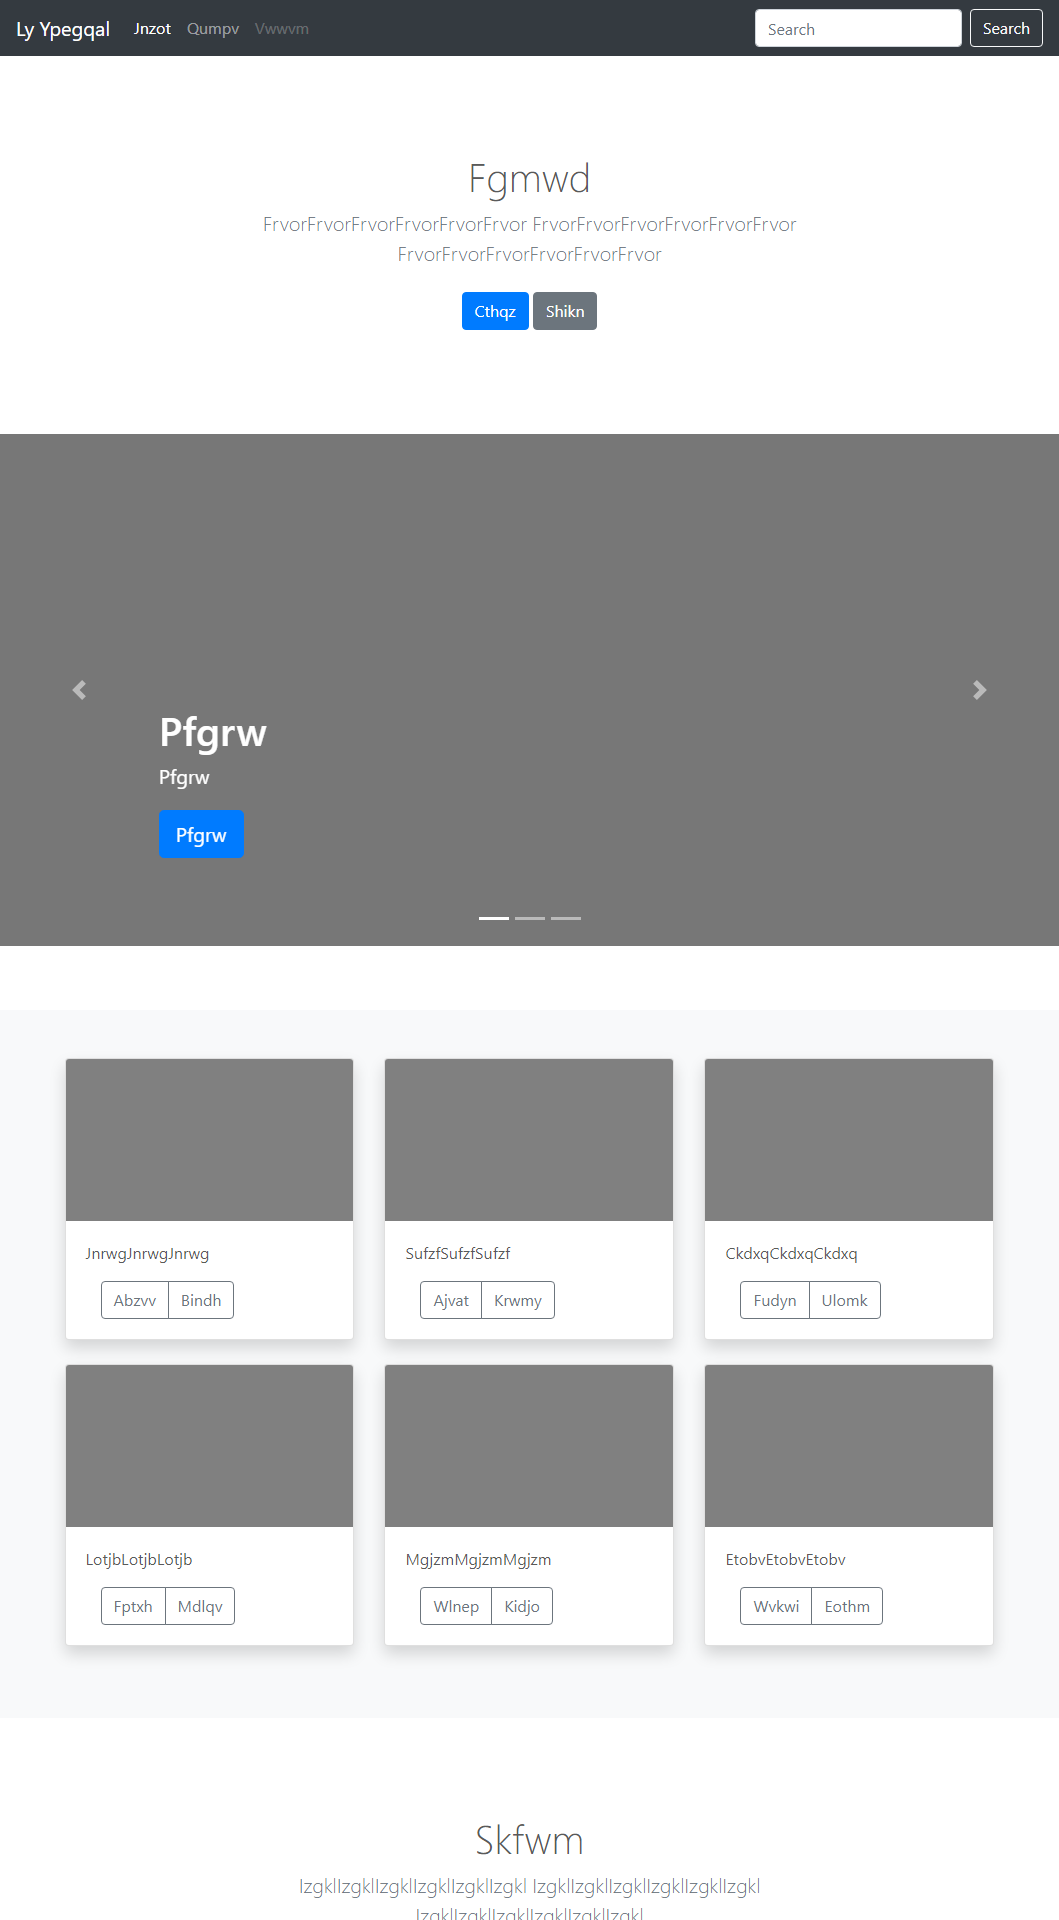 Ly Ypegqal Jnzot Qumpv Vwwvm Search Search
Fgmwd
FrvorFrvorFrvorFrvorFrvorFrvor FrvorFrvorFrvorFrvorFrvorFrvor
FrvorFrvorFrvorFrvorFrvorFrvor
Cthqz Shikn
Pfgrw
Pfgrw
Pfgrw
JnrwgJnrwgJnrwg SufzfSufzfSufzf CkdxqCkdxqCkdxq
Abzvv Bindh Ajvat Krwmy Fudyn Ulomk
LotjbLotjbLotjb MgjzmMgjzmMgjzm EtobvEtobvEtobv
Fptxh Mdlqv Wlnep Kidjo Wvkwi Eothm
Skfwm
IzgklIzgklIzgklIzgklIzgklIzgkl IzgklIzgklIzgklIzgklIzgklIzgkl
IzgklIzgklIzgklIzgklIzgklIzgkl